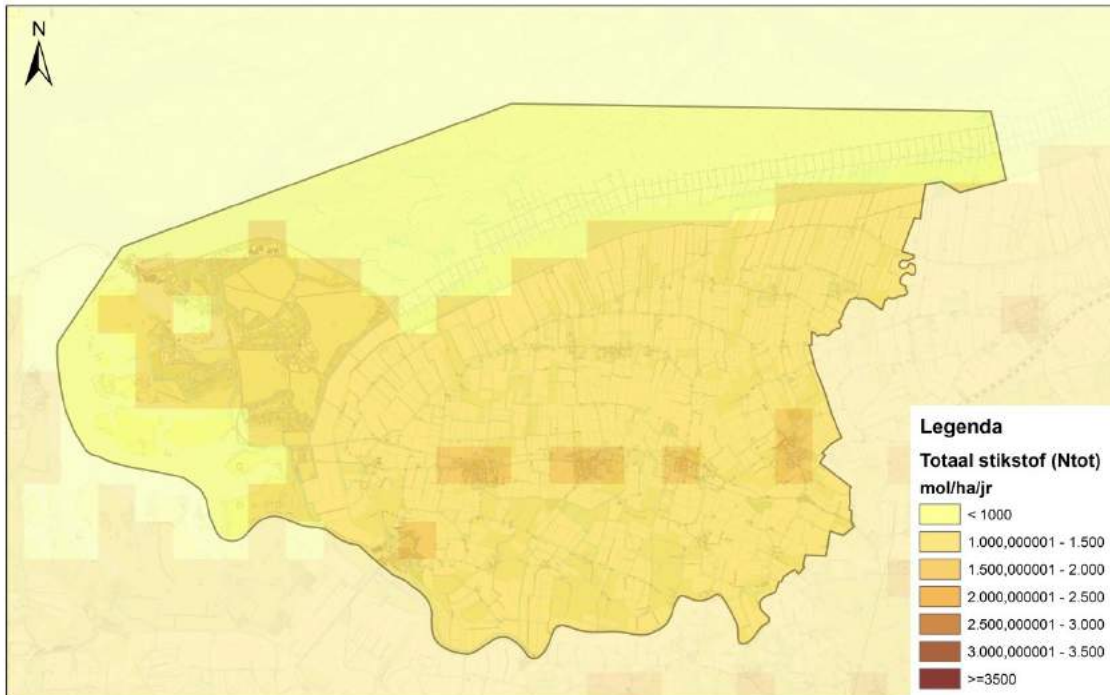 N
Legenda
Totaal stikstof (Ntot)
mol/ha/jr
< 1000
1.000,000001 - 1.500
1.500,000001 - 2.000
2.000,000001 - 2.500
2.500,000001 - 3.000
3.000,000001 - 3.500
>=3500